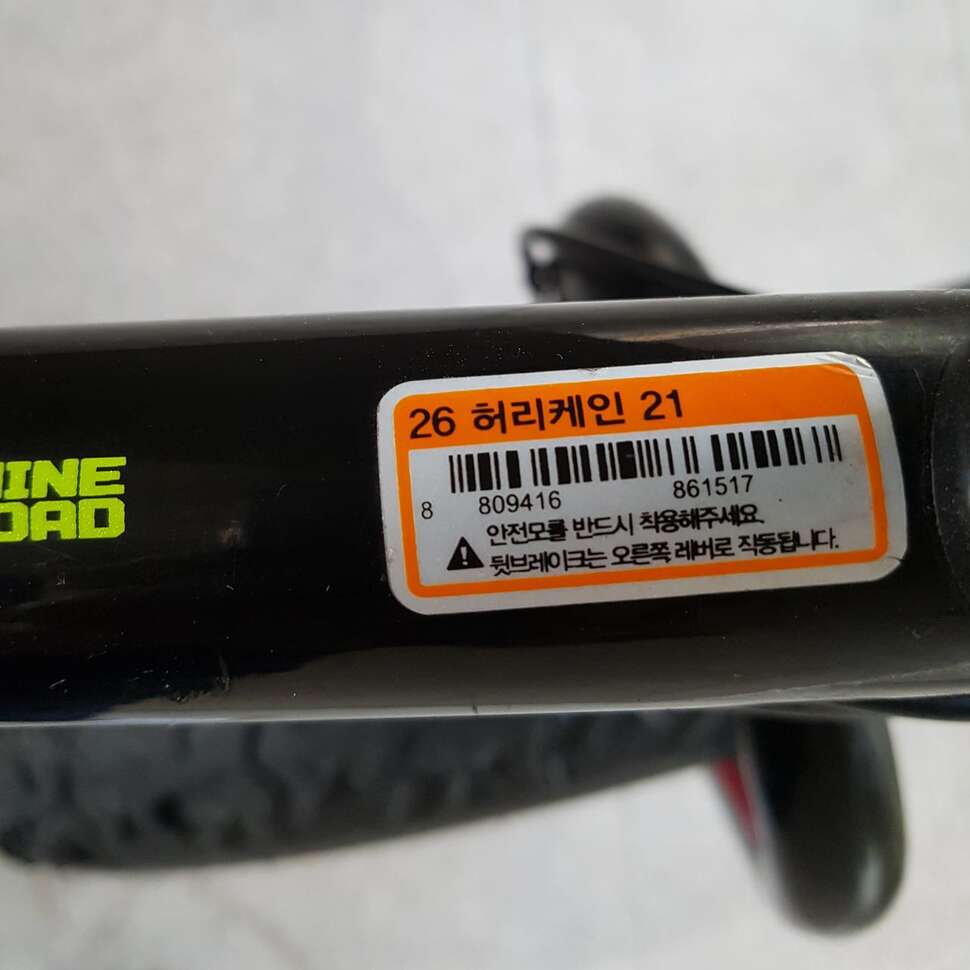 26 허리케인 21
8 809416 861517
안전모를 반드시 착용해주세요.
뒷브레이크는 오른쪽 레버로 작동됩니다.